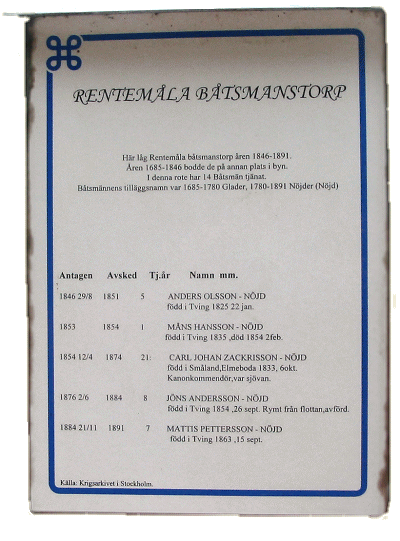 RENTEMÅLA BÅTSMANSTORP
Här låg Rentemåla båtsmanstorp åren 1846-1891.
Åren 1685-1846 bodde de på annan plats i byn.
I denna rote har 14 Båtsmän tjänat.
Båtsmännens tilläggsnamn var 1685-1780 Glader, 1780-1891 Nöjder (Nöjd)
Antagen Avsked Tj.år Namn mm.
1846 29/8 1851 5 ANDERS OLSSON - NÖJD
född i Tving 1825 22 jan.
1853 1854 1 MÅNS HANSSON - NÖJD
född i Tving 1835 ,död 1854 2feb.
1854 12/4 1874 21: CARL JOHAN ZACKRISSON - NÖJD
född i Småland,Elmeboda 1833, 6okt.
Kanonkommendör,var sjövan.
1876 2/6 1884 8 JÖNS ANDERSSON - NÖJD
född i Tving 1854 ,26 sept. Rymt från flottan,avförd.
1884 21/11 1891 7 MATTIS PETTERSSON - NÖJD
född i Tving 1863 ,15 sept.
Källa: Krigsarkivet i Stockholm.